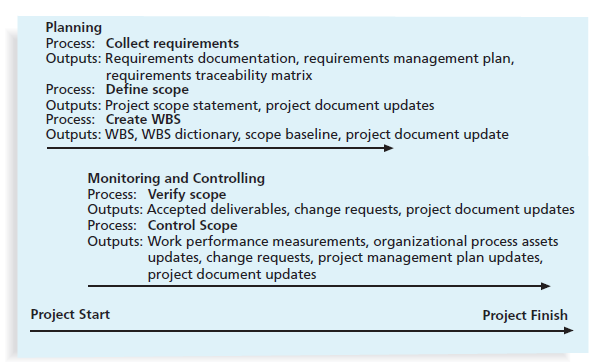 Planning
Process: Collect requirements
Outputs: Requirements documentation, requirements management plan,
requirements traceability matrix
Process: Define scope
Outputs: Project scope statement, project document updates
Process: Create WBS
Outputs: WBS, WBS dictionary, scope baseline, project document update
Monitoring and Controlling
Process: Verify scope
Outputs: Accepted deliverables, change requests, project document updates
Process: Control Scope
Outputs: Work performance measurements, organizational process assets
updates, change requests, project management plan updates,
project document updates
Project Start Project Finish